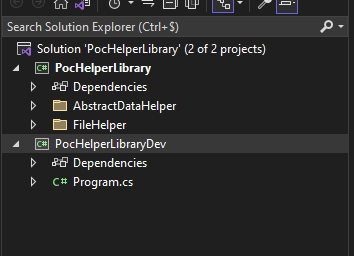 Search Solution Explorer (Ctrl+$)
Solution 'PocHelperLibrary' (2 of 2 projects)
C# PocHelperLibrary
Dependencies
AbstractDataHelper
FileHelper
C# PocHelperLibraryDev
Dependencies
C# Program.cs